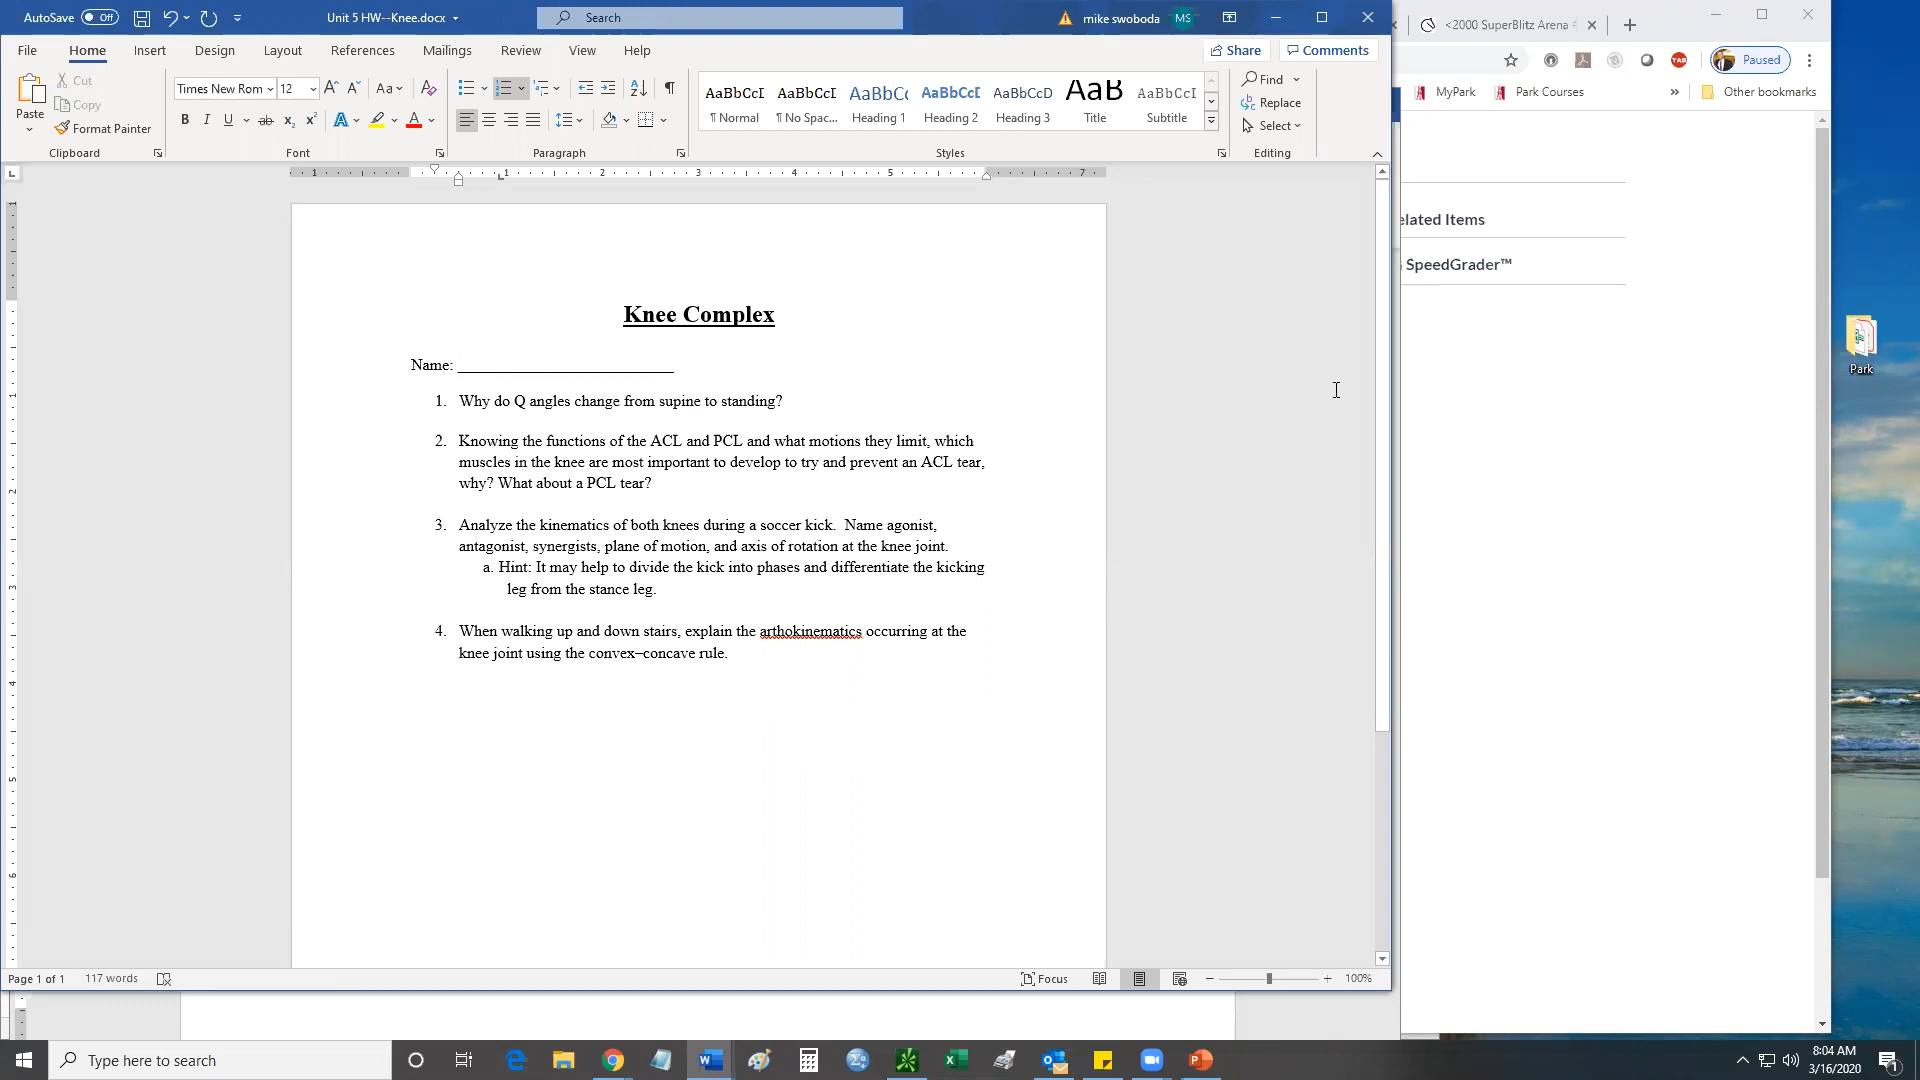 AutoSave Off Unit 5 HW--Knee.docx Search mike swoboda MS
<2000 SuperBlitz Arena
File Home Insert Design Layout References Mailings Review View Help Share Comments
Paused
Cut
Copy
Paste
Format Painter
Clipboard
Times New Rom 12
Font
Paragraph
AaBbCcI AaBbCcI AaBbC AaBbCcL AaBbCcD AaB AaBbCcI
¶ Normal ¶ No Spac... Heading 1 Heading 2 Heading 3 Title Subtitle
Styles
Find
Replace
Select
Editing
MyPark Park Courses » Other bookmarks
1 1 2 3 4 5 7
elated Items
SpeedGrader™
Park
Knee Complex
Name: ___________________________
1. Why do Q angles change from supine to standing?
2. Knowing the functions of the ACL and PCL and what motions they limit, which
muscles in the knee are most important to develop to try and prevent an ACL tear,
why? What about a PCL tear?
3. Analyze the kinematics of both knees during a soccer kick. Name agonist,
antagonist, synergists, plane of motion, and axis of rotation at the knee joint.
a. Hint: It may help to divide the kick into phases and differentiate the kicking
leg from the stance leg.
4. When walking up and down stairs, explain the arthokinematics occurring at the
knee joint using the convex–concave rule.
Page 1 of 1 117 words Focus 100%
Type here to search
8:04 AM
3/16/2020